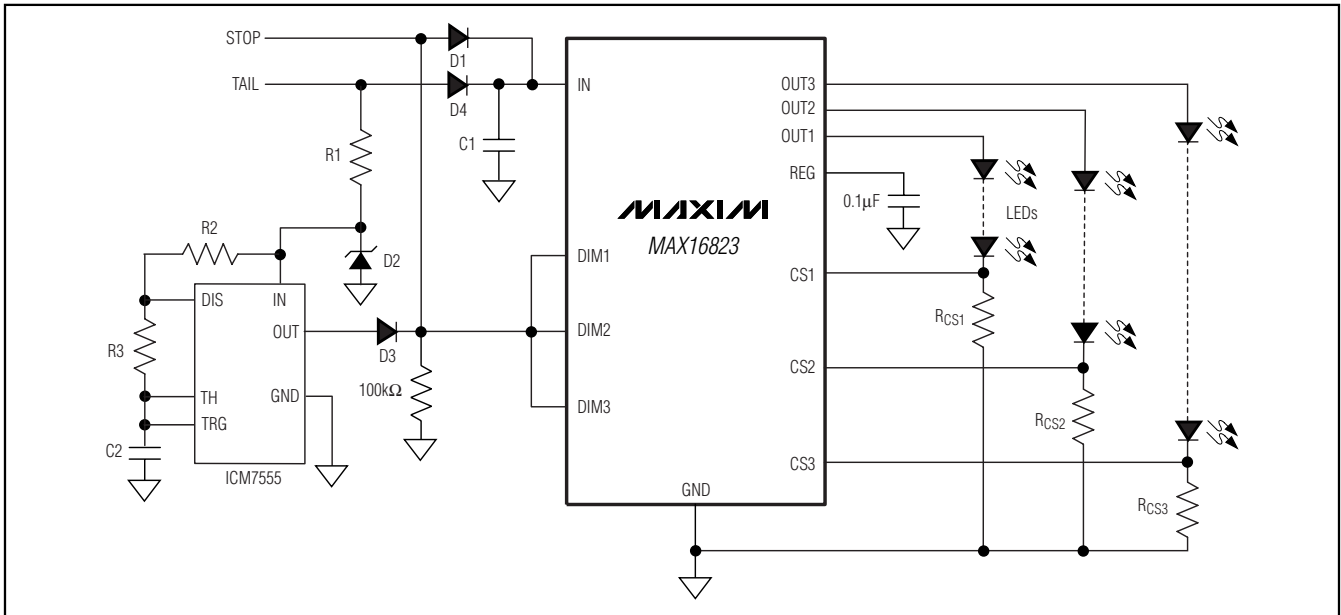 STOP
D1
TAIL
D4
IN
OUT3
OUT2
OUT1
C1
R1
REG
0.1µF
LEDs
MAXIM
MAX16823
R2
D2
DIM1
CS1
DIS
IN
OUT
RCS1
R3
D3
DIM2
100kΩ
CS2
TH
GND
DIM3
TRG
RCS2
C2
CS3
ICM7555
GND
RCS3